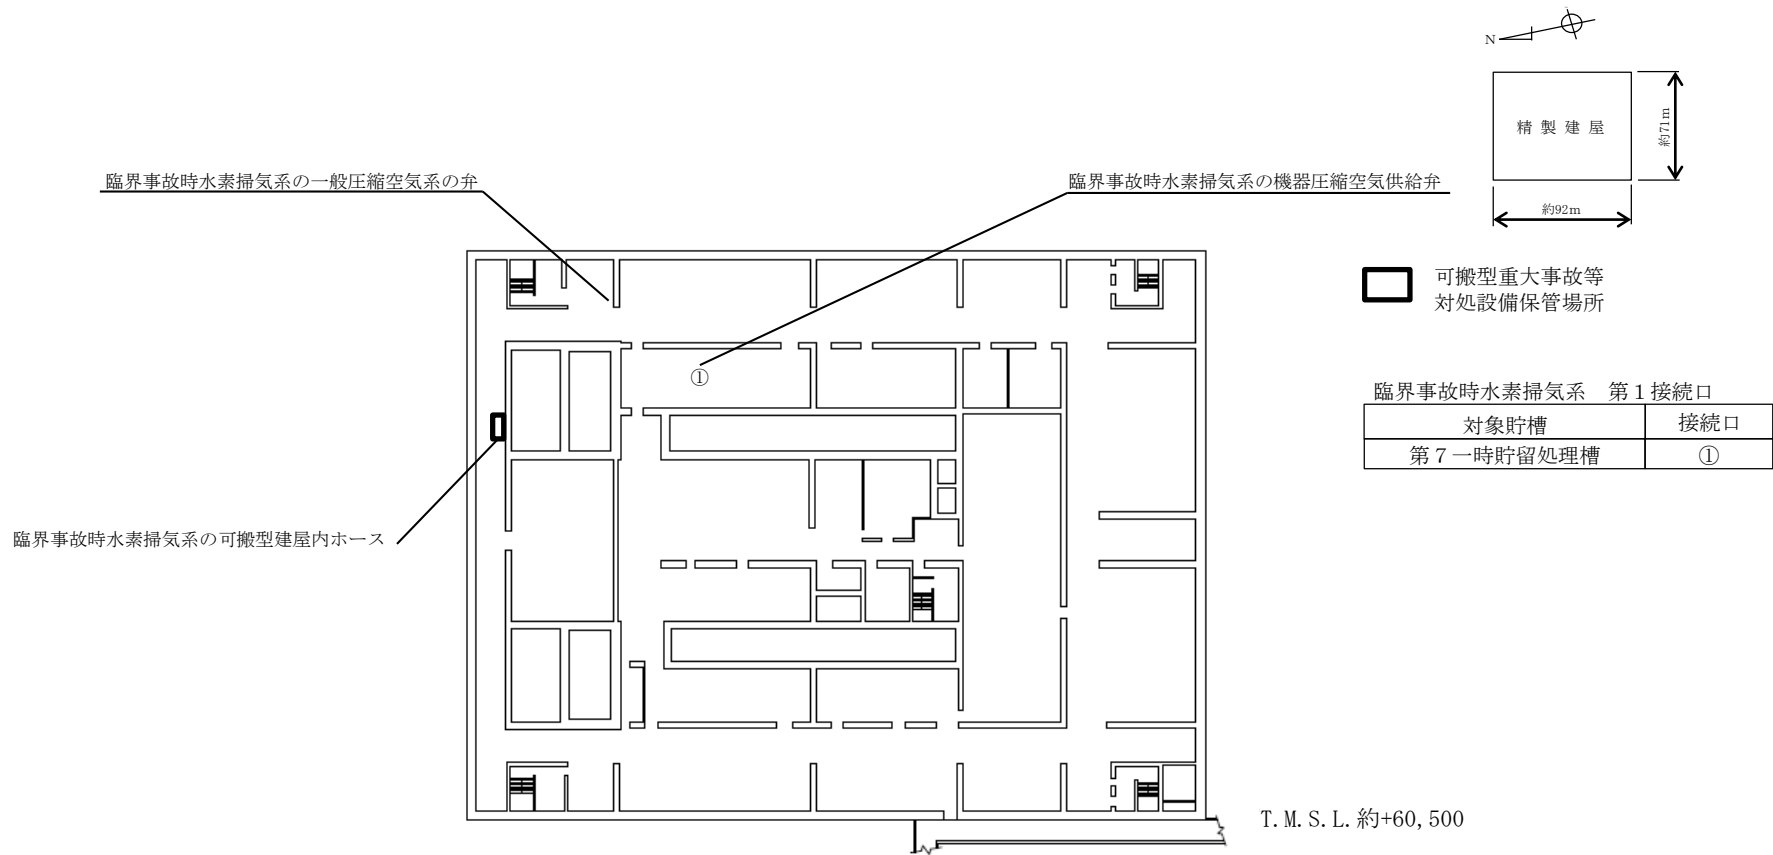 N
精製建屋
約71m
約92m
臨界事故時水素掃気系の一般圧縮空気系の弁
臨界事故時水素掃気系の機器圧縮空気供給弁
可搬型重大事故等
対処設備保管場所
①
臨界事故時水素掃気系　第１接続口
対象貯槽 接続口
第７一時貯留処理槽 ①
臨界事故時水素掃気系の可搬型建屋内ホース
T.M.S.L.約+60,500